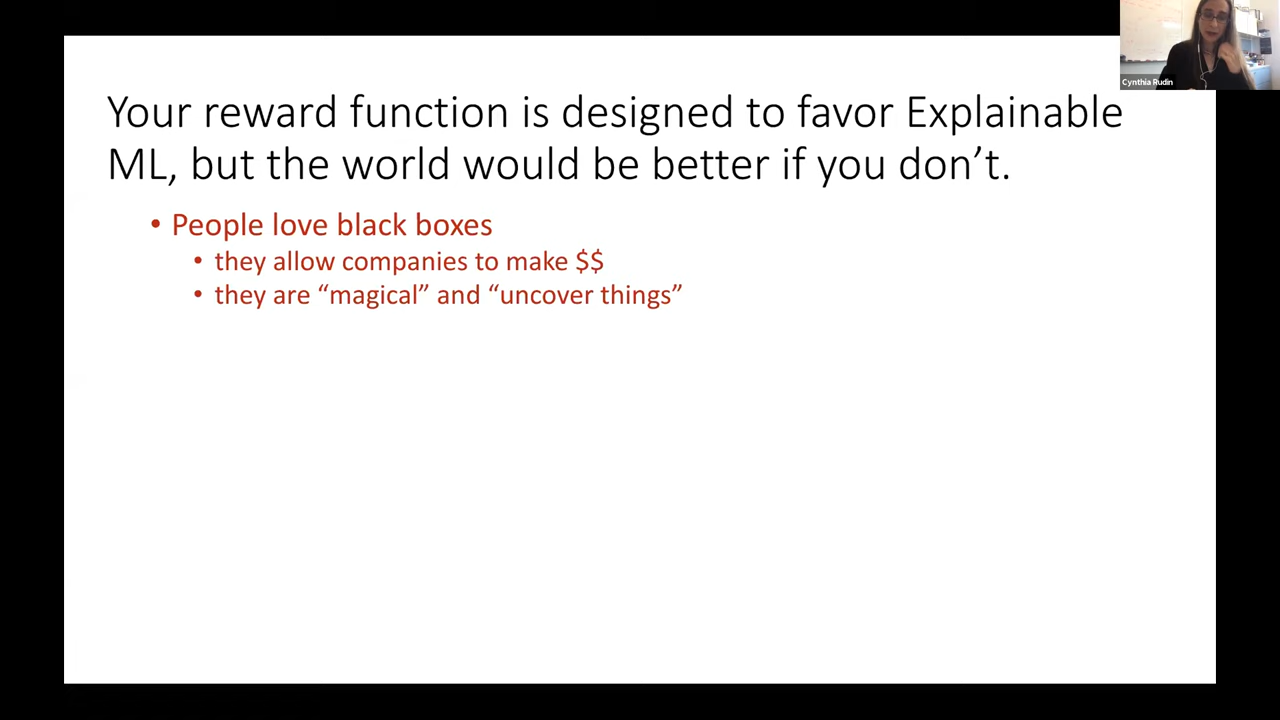 Cynthia Rudin
Your reward function is designed to favor Explainable
ML, but the world would be better if you don’t.
• People love black boxes
• they allow companies to make $$
• they are “magical” and “uncover things”